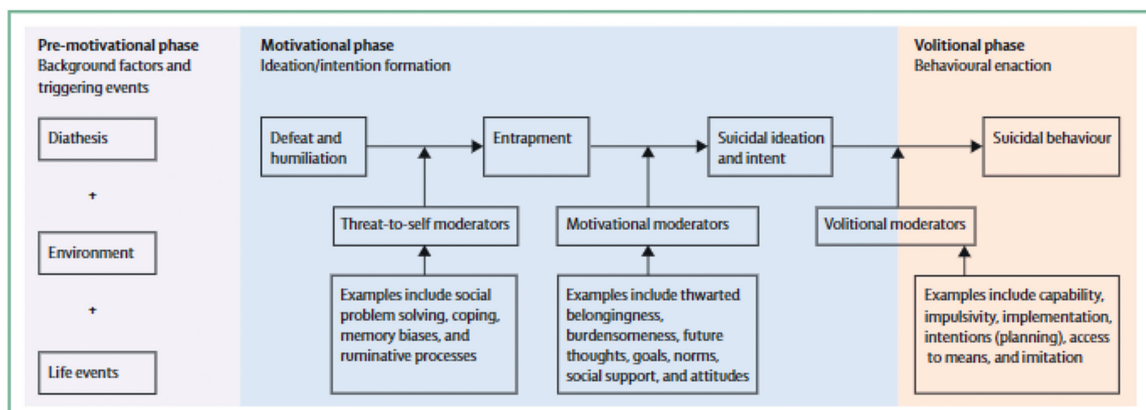 Pre-motivational phase
Background factors and
triggering events
Diathesis
+
Environment
+
Life events
Motivational phase
Ideation/intention formation
Defeat and
humiliation
Entrapment
Suicidal ideation
and intent
Threat-to-self moderators
Motivational moderators
Examples include social
problem solving, coping,
memory biases, and
ruminative processes
Examples include thwarted
belongingness,
burdensomeness, future
thoughts, goals, norms,
social support, and attitudes
Volitional phase
Behavioural enaction
Suicidal behaviour
Volitional moderators
Examples include capability,
impulsivity, implementation,
intentions (planning), access
to means, and imitation